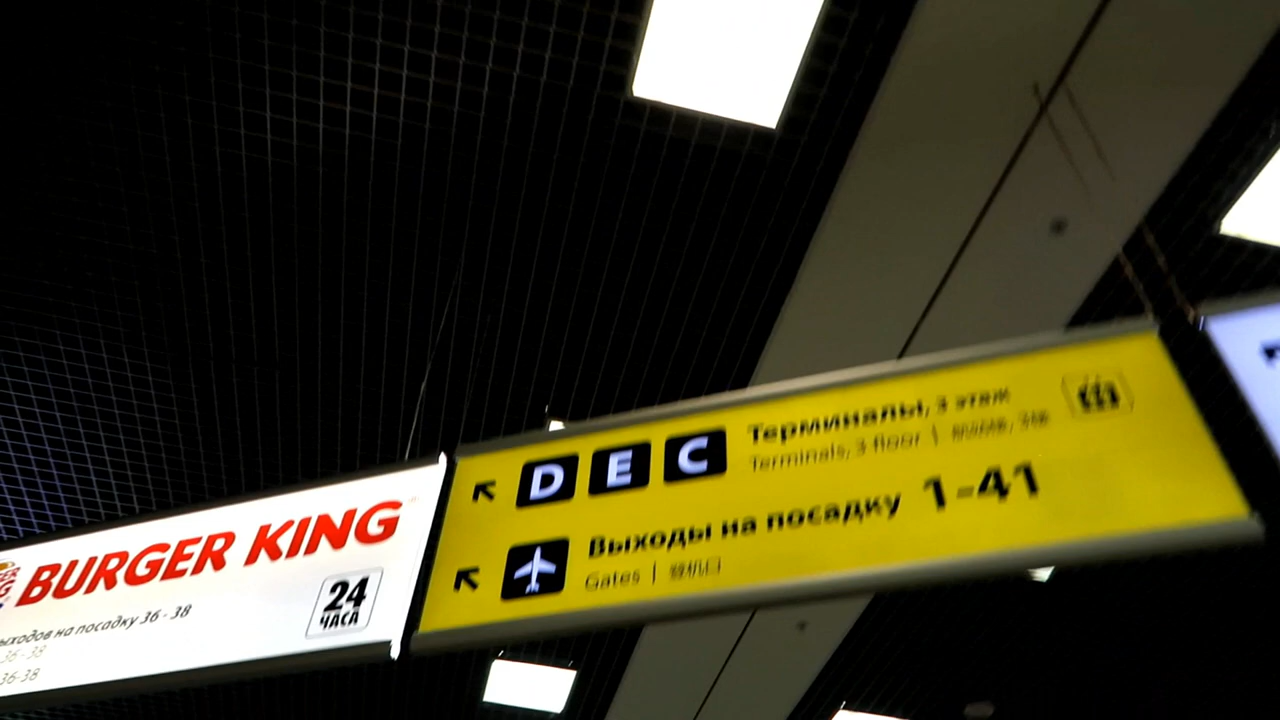 BURGER KING
24
ЧАСА
выходов на посадку 36 - 38
36 - 38
36-38
D E C
Терминалы, 3 этаж
Terminals, 3 floor |
Выходы на посадку 1-41
Gates |